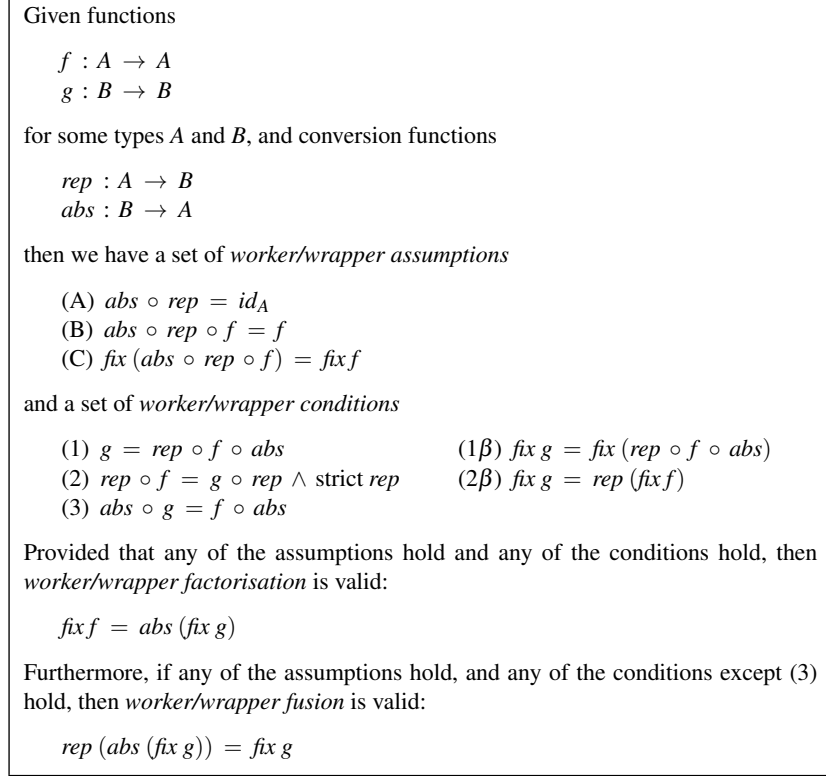 Given functions
f : A → A
g : B → B
for some types A and B, and conversion functions
rep : A → B
abs : B → A
then we have a set of worker/wrapper assumptions
(A) abs ∘ rep = id_A
(B) abs ∘ rep ∘ f = f
(C) fix (abs ∘ rep ∘ f) = fix f
and a set of worker/wrapper conditions
(1) g = rep ∘ f ∘ abs (1β) fix g = fix (rep ∘ f ∘ abs)
(2) rep ∘ f = g ∘ rep ∧ strict rep (2β) fix g = rep (fix f)
(3) abs ∘ g = f ∘ abs
Provided that any of the assumptions hold and any of the conditions hold, then
worker/wrapper factorisation is valid:
fix f = abs (fix g)
Furthermore, if any of the assumptions hold, and any of the conditions except (3)
hold, then worker/wrapper fusion is valid:
rep (abs (fix g)) = fix g